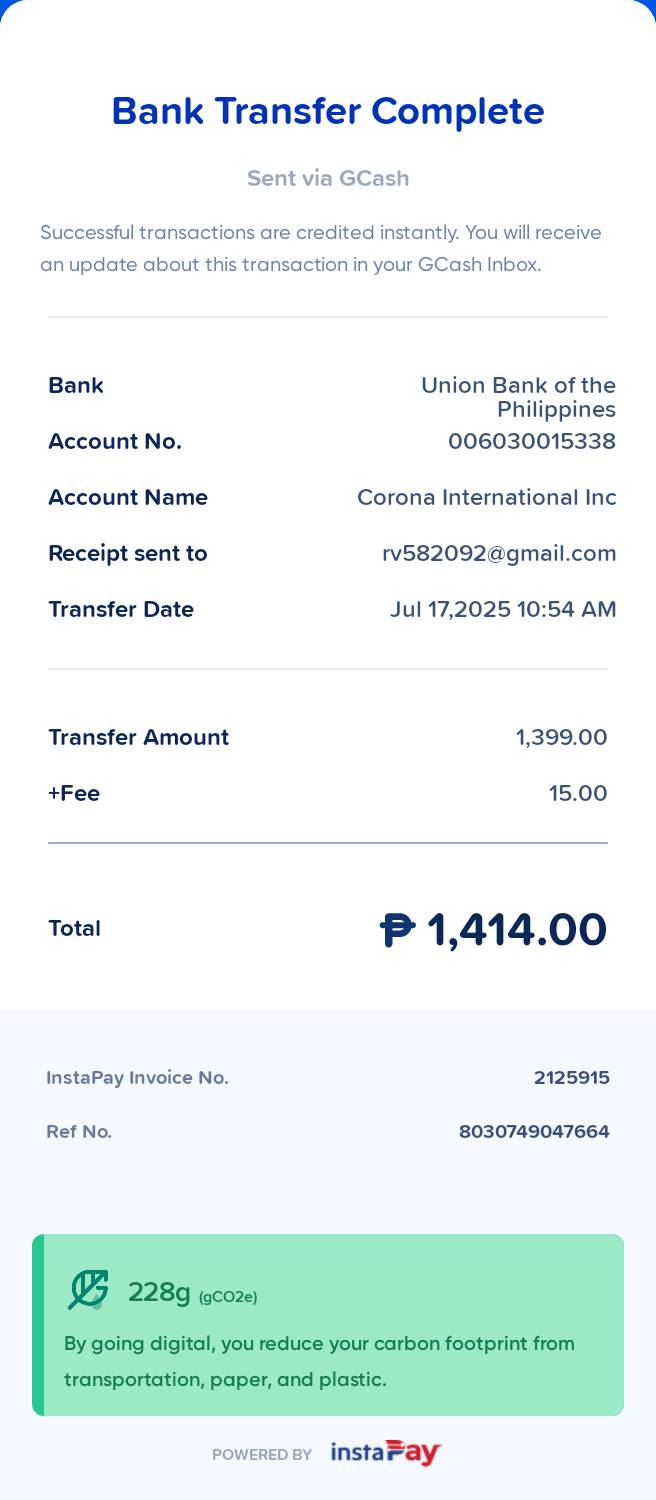 Bank Transfer Complete
Sent via GCash
Successful transactions are credited instantly. You will receive
an update about this transaction in your GCash Inbox.
Bank Union Bank of the
Philippines
Account No. 006030015338
Account Name Corona International Inc
Receipt sent to rv582092@gmail.com
Transfer Date Jul 17,2025 10:54 AM
Transfer Amount 1,399.00
+Fee 15.00
Total ₱ 1,414.00
InstaPay Invoice No. 2125915
Ref No. 8030749047664
228g (gCO2e)
By going digital, you reduce your carbon footprint from
transportation, paper, and plastic.
POWERED BY instaPay